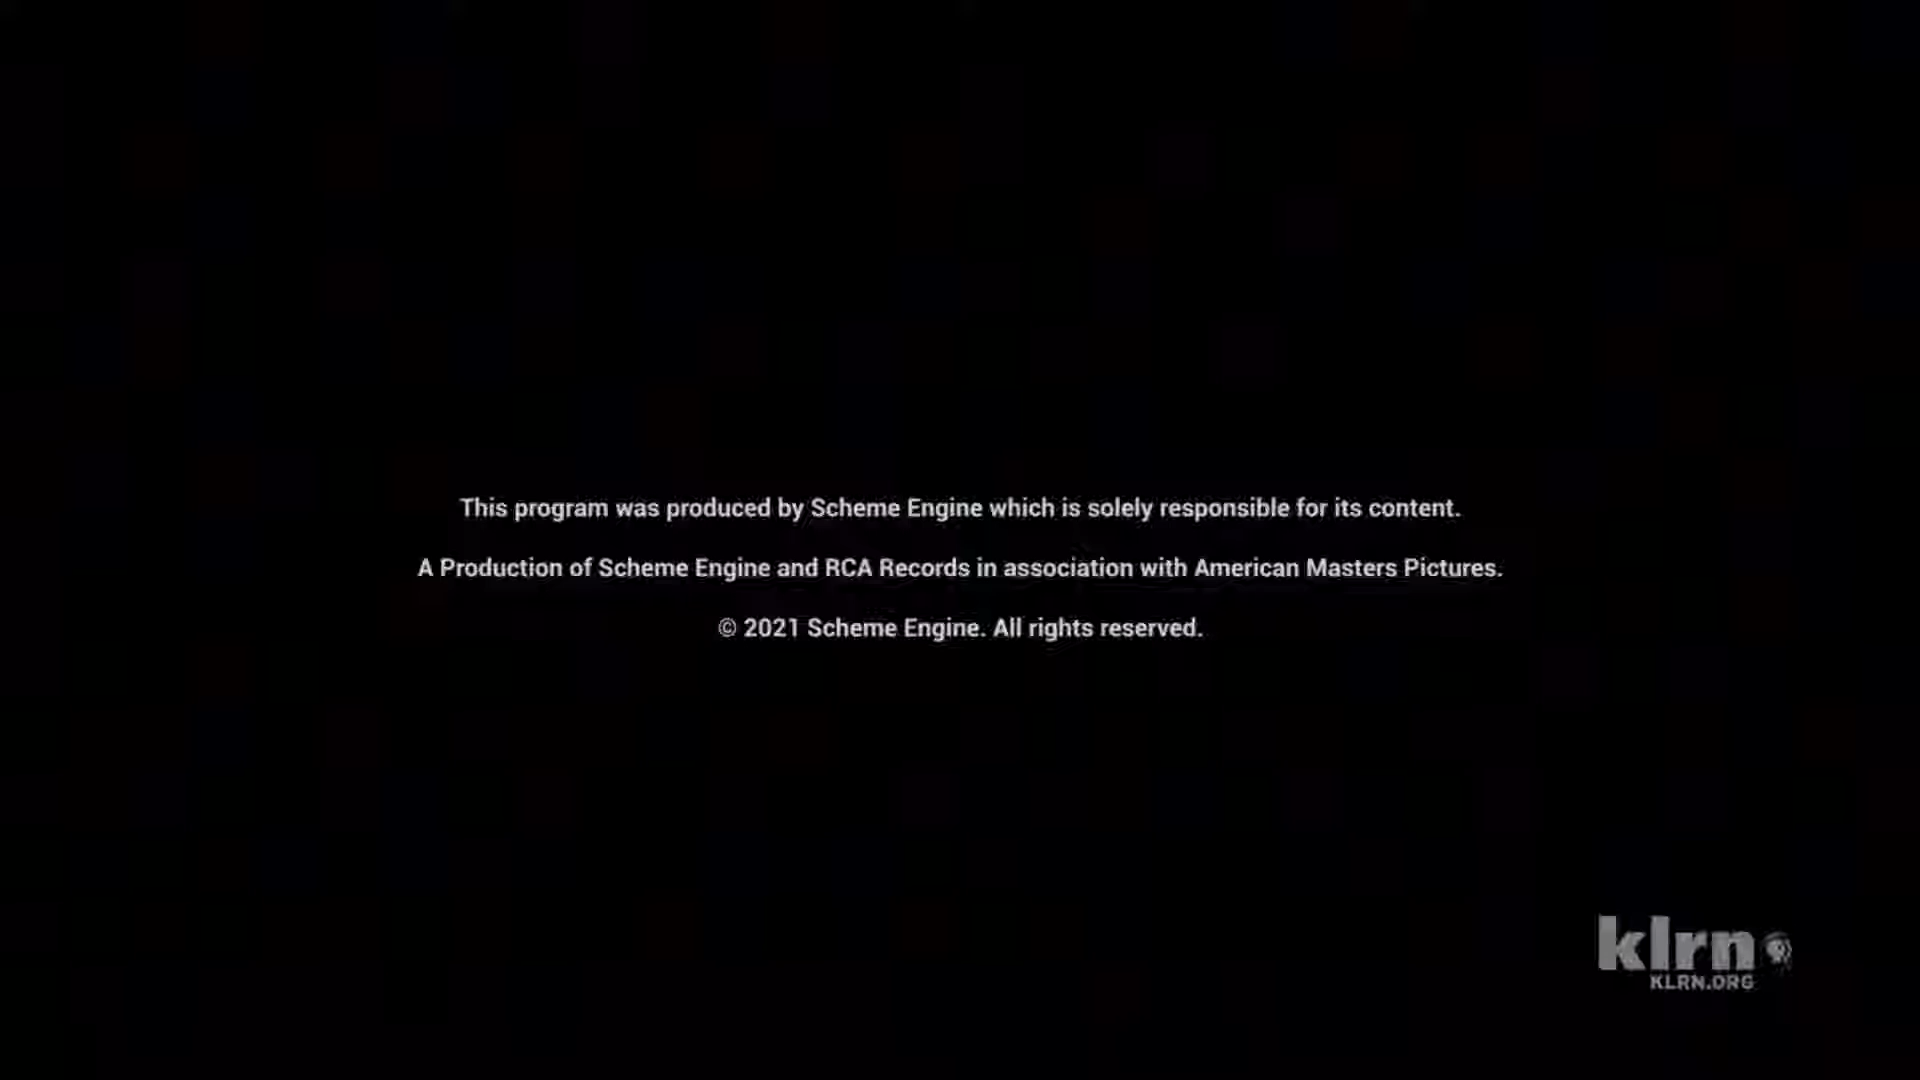 This program was produced by Scheme Engine which is solely responsible for its content.
A Production of Scheme Engine and RCA Records in association with American Masters Pictures.
© 2021 Scheme Engine. All rights reserved.
klrn
KLRN.ORG